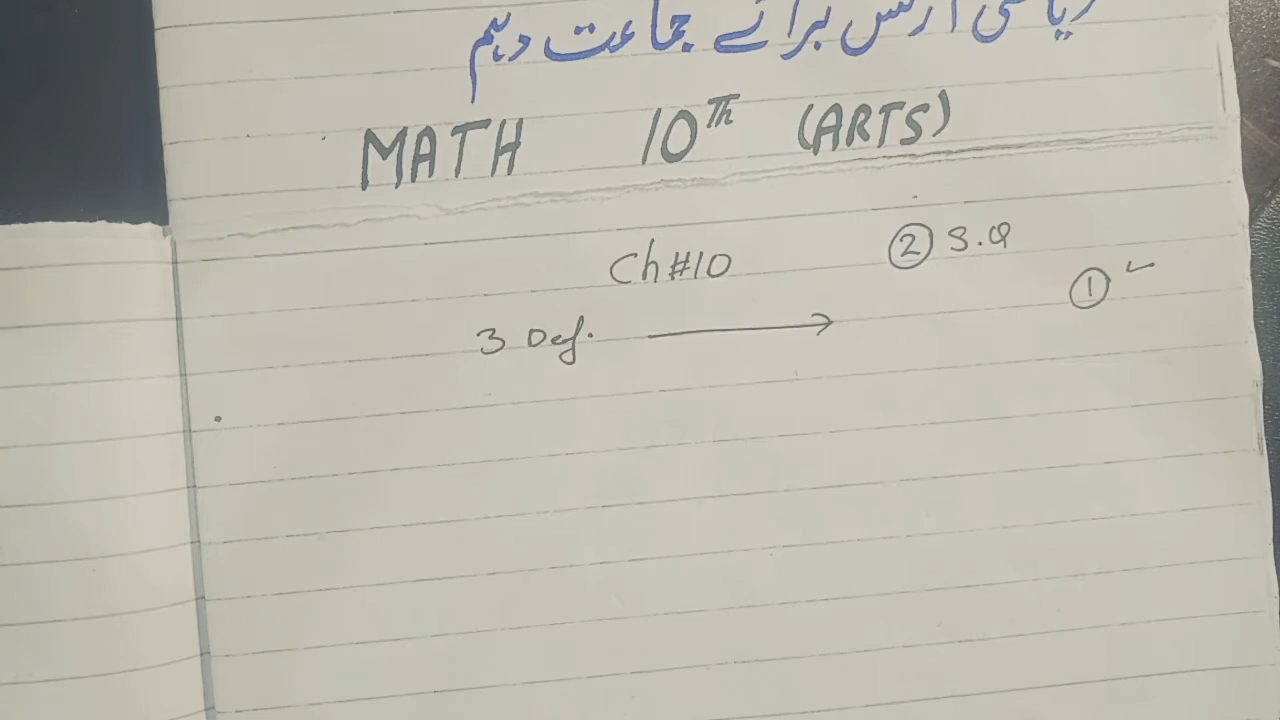 ریاضی آرٹس برائے جماعت دہم
MATH 10Th (ARTS)
Ch#10 ② S.Q
① ✓
3 Def. →